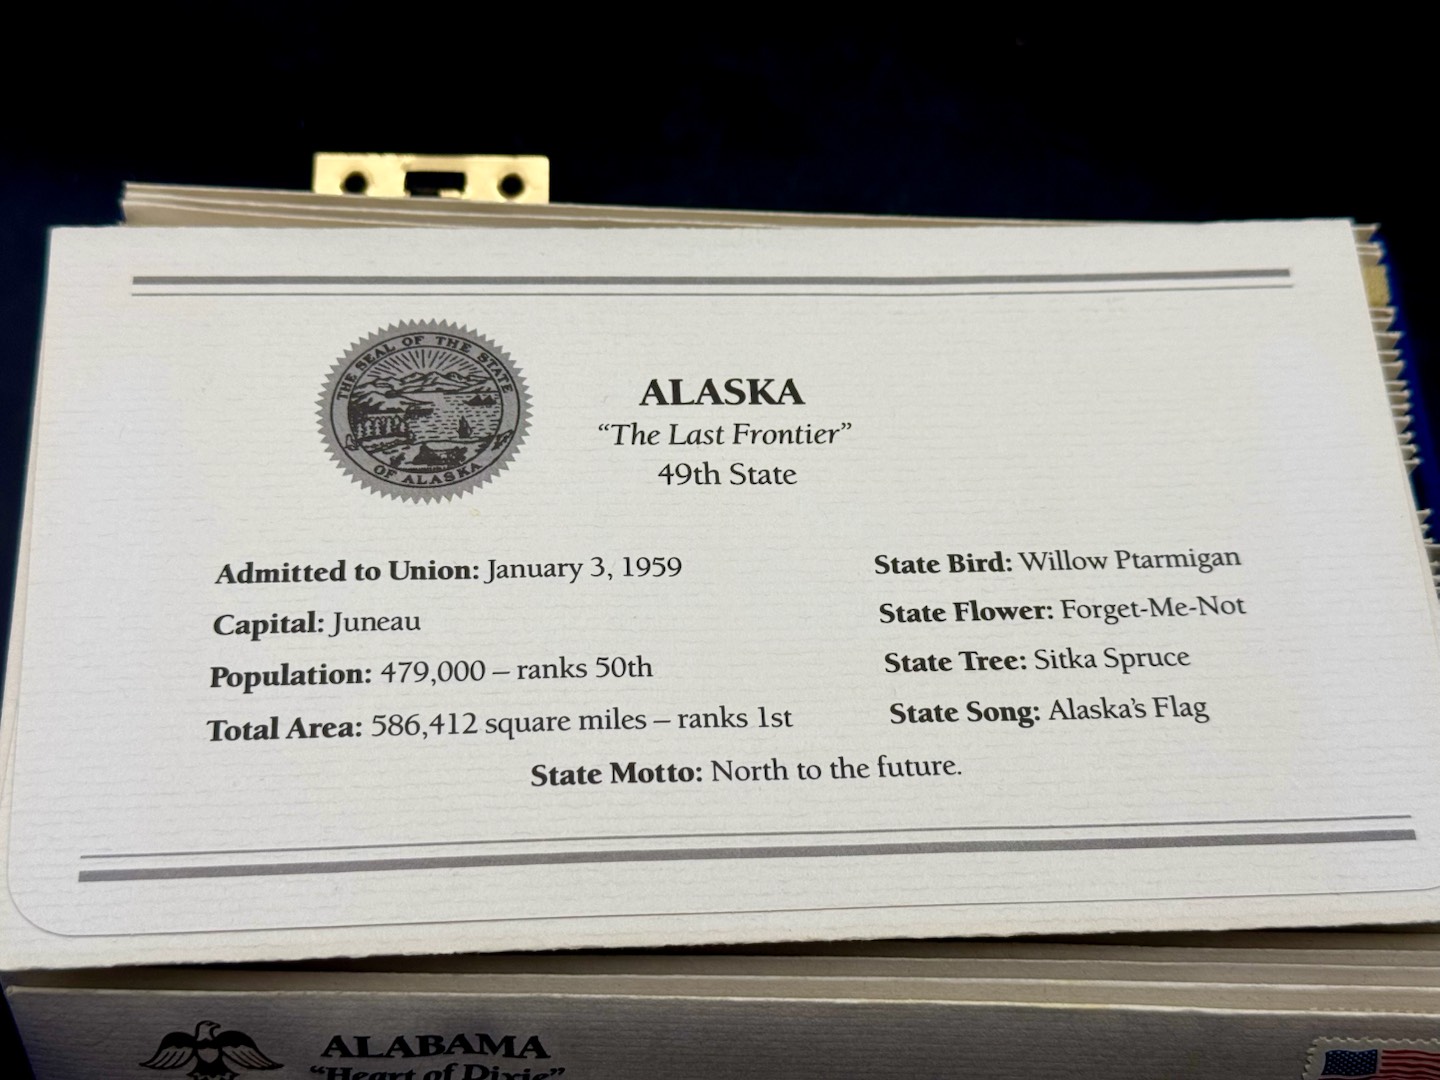 THE SEAL OF THE STATE
OF ALASKA
ALASKA
“The Last Frontier”
49th State
Admitted to Union: January 3, 1959
Capital: Juneau
Population: 479,000 – ranks 50th
Total Area: 586,412 square miles – ranks 1st
State Bird: Willow Ptarmigan
State Flower: Forget-Me-Not
State Tree: Sitka Spruce
State Song: Alaska’s Flag
State Motto: North to the future.
ALABAMA
“Heart of Dixie”